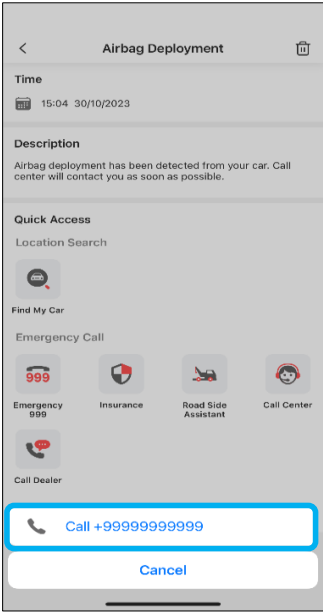 Airbag Deployment
Time
15:04 30/10/2023
Description
Airbag deployment has been detected from your car. Call
center will contact you as soon as possible.
Quick Access
Location Search
Find My Car
Emergency Call
999
Emergency
999
Insurance
Road Side
Assistant
Call Center
Call Dealer
Call +99999999999
Cancel